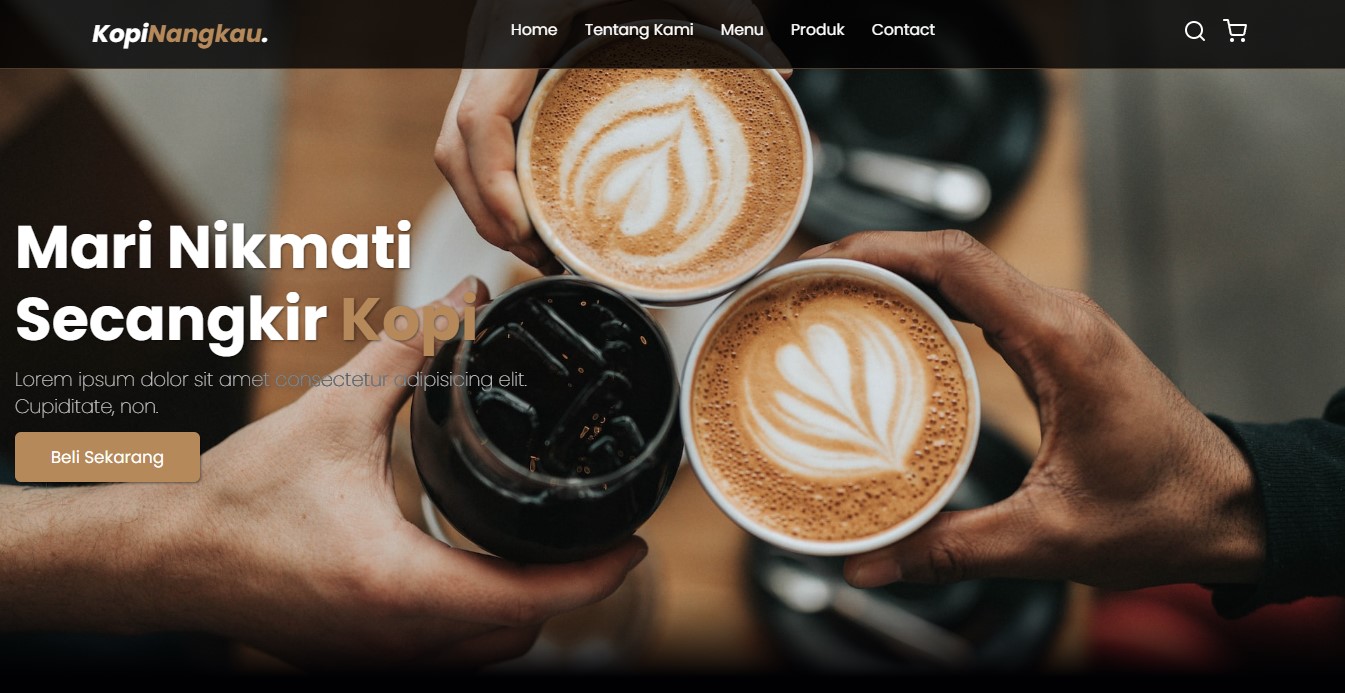 KopiNangkau.
Home Tentang Kami Menu Produk Contact
Mari Nikmati
Secangkir Kopi
Lorem ipsum dolor sit amet consectetur adipisicing elit.
Cupiditate, non.
Beli Sekarang